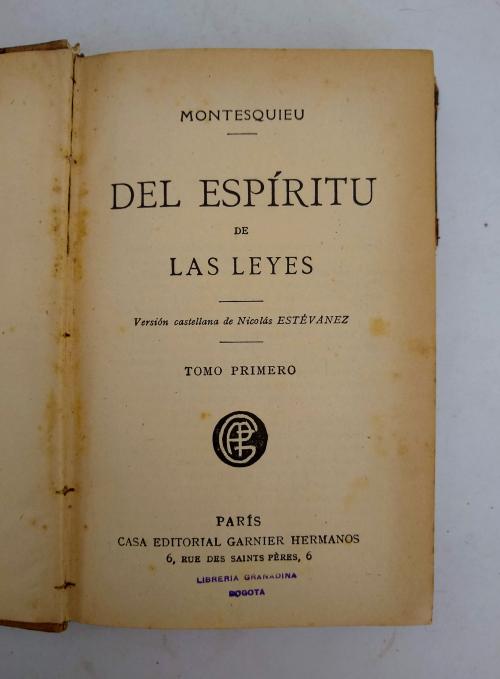 MONTESQUIEU
DEL ESPÍRITU
DE
LAS LEYES
Versión castellana de Nicolás ESTÉVANEZ
TOMO PRIMERO
PARÍS
CASA EDITORIAL GARNIER HERMANOS
6, RUE DES SAINTS PÈRES, 6
LIBRERIA GRANADINA
BOGOTA